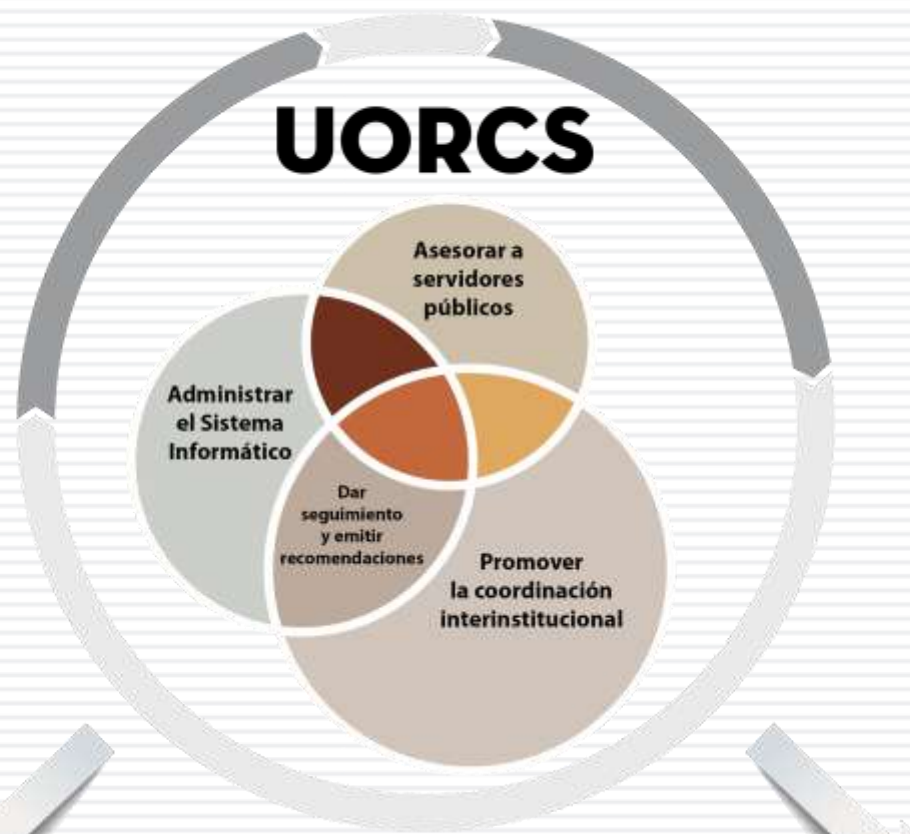 UORCS
Asesorar a
servidores
públicos
Administrar
el Sistema
Informático
Dar
seguimiento
y emitir
recomendaciones
Promover
la coordinación
interinstitucional